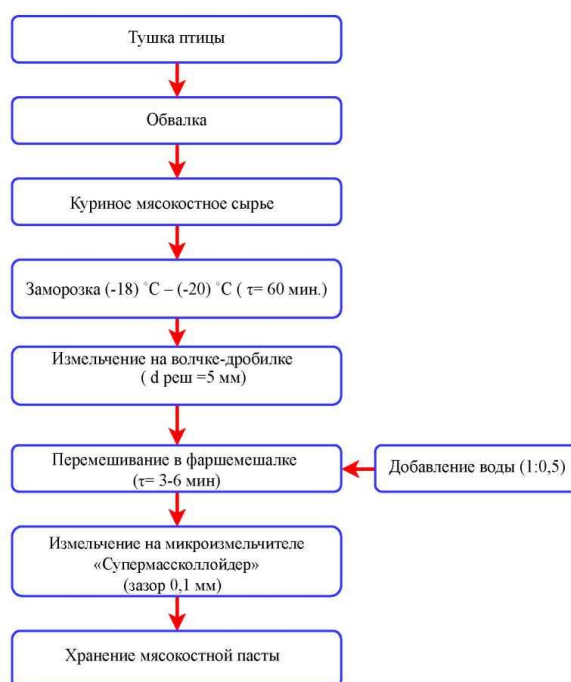 Тушка птицы
Обвалка
Куриное мясокостное сырье
Заморозка (-18) ˚С – (-20) ˚С ( τ= 60 мин.)
Измельчение на волчке-дробилке
( d реш =5 мм)
Перемешивание в фаршемешалке
(τ= 3-6 мин)
Добавление воды (1:0,5)
Измельчение на микроизмельчителе
«Супермассколлойдер»
(зазор 0,1 мм)
Хранение мясокостной пасты